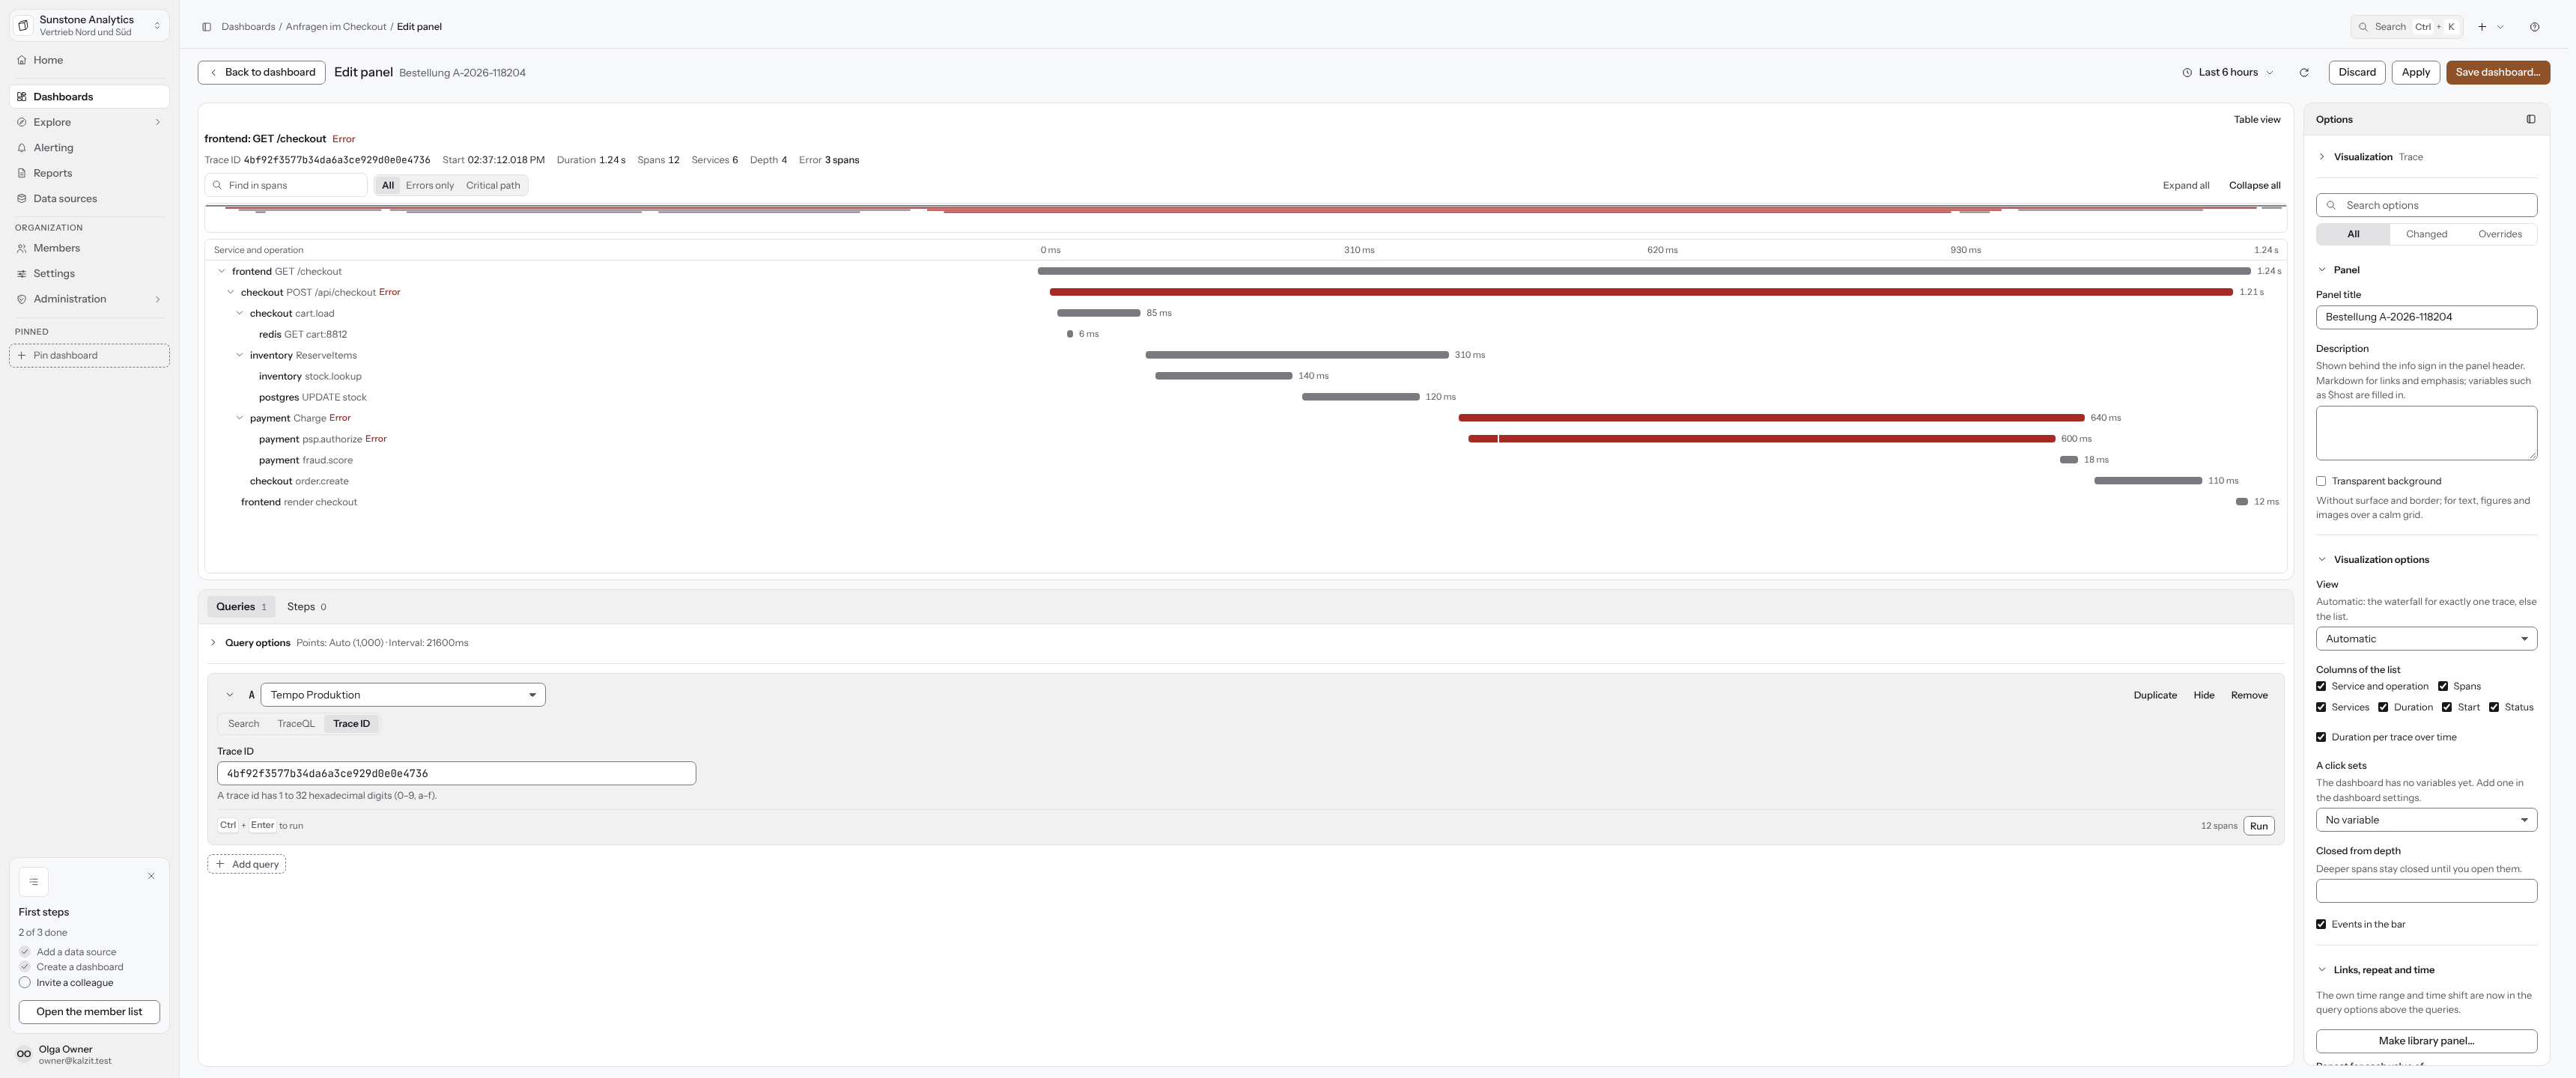 Sunstone Analytics
Vertrieb Nord und Süd
Home
Dashboards
Explore
Alerting
Reports
Data sources
ORGANIZATION
Members
Settings
Administration
PINNED
Pin dashboard
First steps
2 of 3 done
Add a data source
Create a dashboard
Invite a colleague
Open the member list
OO
Olga Owner
owner@kalzit.test
Dashboards / Anfragen im Checkout / Edit panel
Search Ctrl + K
Back to dashboard
Edit panel Bestellung A-2026-118204
Last 6 hours
Discard
Apply
Save dashboard...
Table view
frontend: GET /checkout Error
Trace ID 4bf92f3577b34da6a3ce929d0e0e4736 Start 02:37:12.018 PM Duration 1.24 s Spans 12 Services 6 Depth 4 Error 3 spans
Find in spans
All Errors only Critical path
Expand all Collapse all
Service and operation 0 ms 310 ms 620 ms 930 ms 1.24 s
frontend GET /checkout 1.24 s
checkout POST /api/checkout Error 1.21 s
checkout cart.load 85 ms
redis GET cart:8812 6 ms
inventory ReserveItems 310 ms
inventory stock.lookup 140 ms
postgres UPDATE stock 120 ms
payment Charge Error 640 ms
payment psp.authorize Error 600 ms
payment fraud.score 18 ms
checkout order.create 110 ms
frontend render checkout 12 ms
Queries 1 Steps 0
Query options Points: Auto (1,000) · Interval: 21600ms
A Tempo Produktion
Duplicate Hide Remove
Search TraceQL Trace ID
Trace ID
4bf92f3577b34da6a3ce929d0e0e4736
A trace id has 1 to 32 hexadecimal digits (0–9, a–f).
Ctrl + Enter to run
12 spans Run
Add query
Options
Visualization Trace
Search options
All Changed Overrides
Panel
Panel title
Bestellung A-2026-118204
Description
Shown behind the info sign in the panel header.
Markdown for links and emphasis; variables such
as $host are filled in.
Transparent background
Without surface and border; for text, figures and
images over a calm grid.
Visualization options
View
Automatic: the waterfall for exactly one trace, else
the list.
Automatic
Columns of the list
Service and operation Spans
Services Duration Start Status
Duration per trace over time
A click sets
The dashboard has no variables yet. Add one in
the dashboard settings.
No variable
Closed from depth
Deeper spans stay closed until you open them.
Events in the bar
Links, repeat and time
The own time range and time shift are now in the
query options above the queries.
Make library panel...